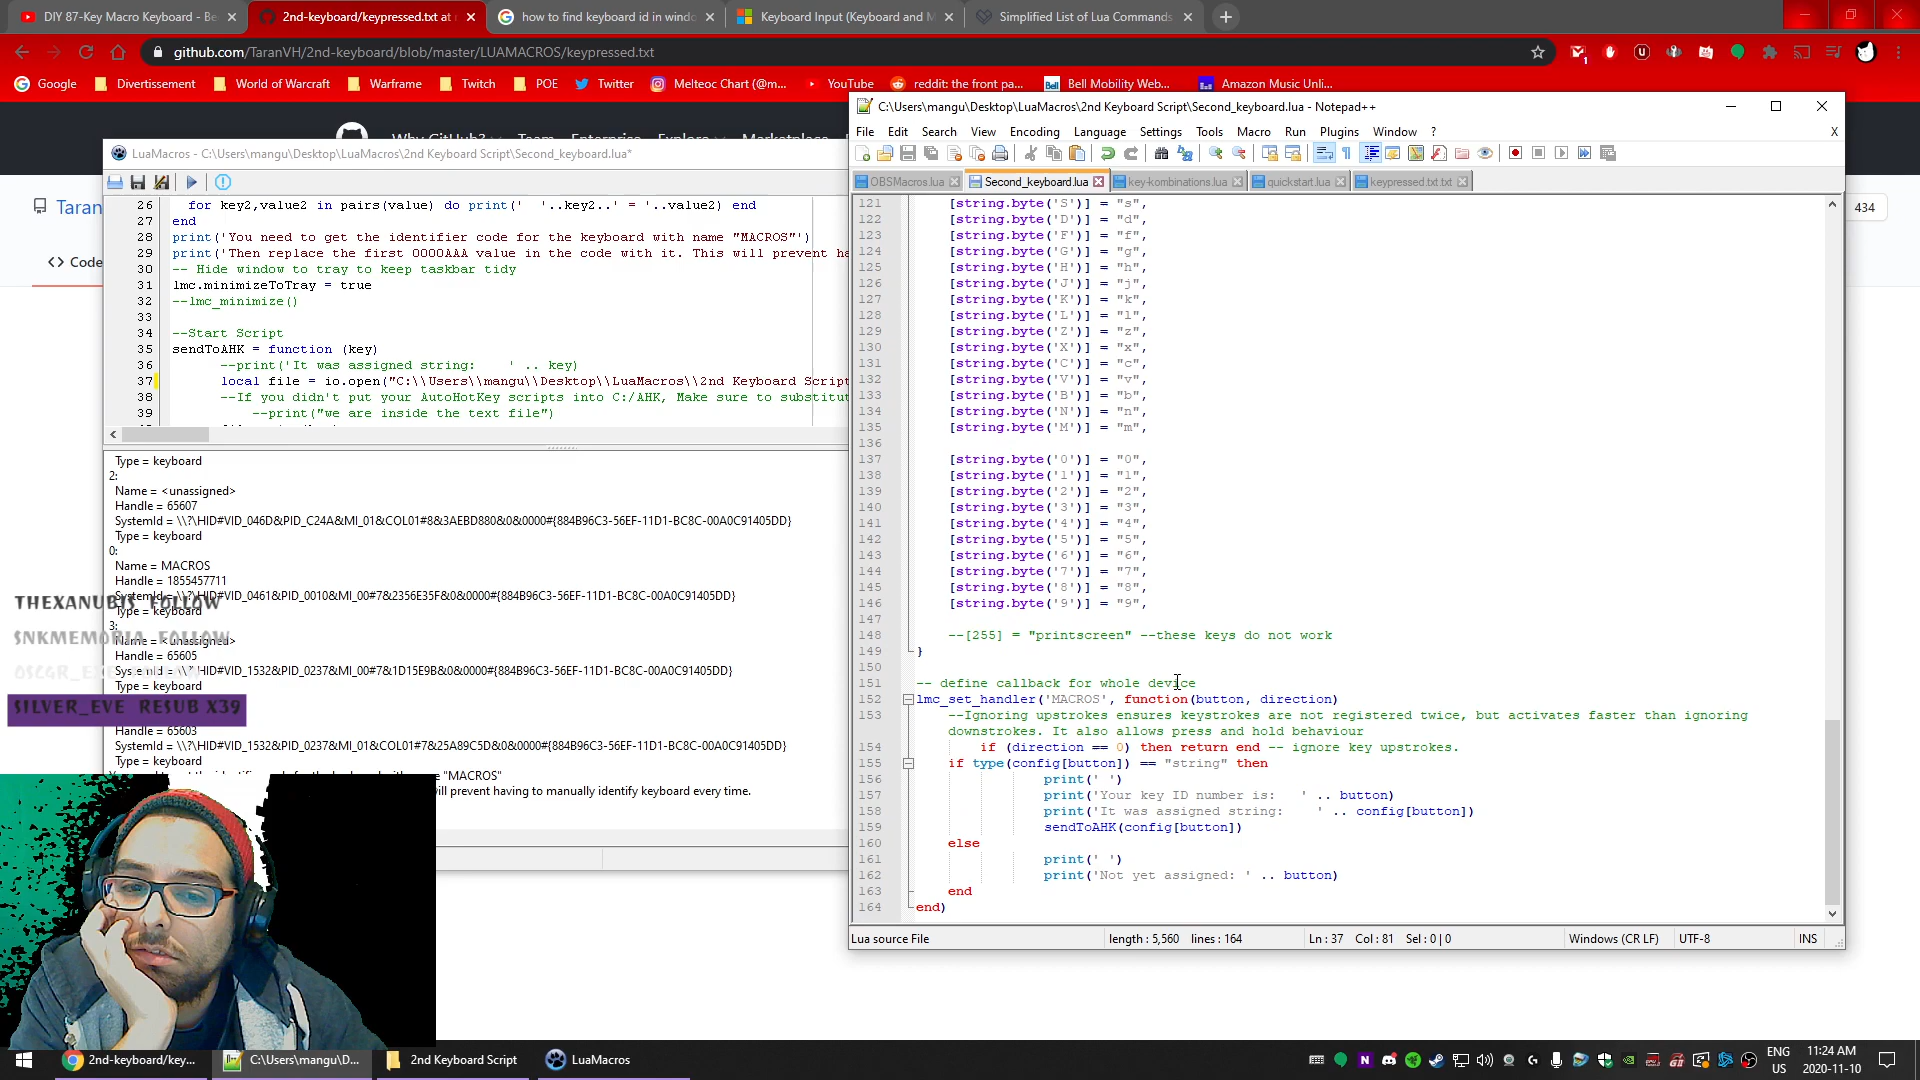 DIY 87-Key Macro Keyboard - Be
2nd-keyboard/keypressed.txt at
how to find keyboard id in windo
Keyboard Input (Keyboard and M
Simplified List of Lua Commands
github.com/TaranVH/2nd-keyboard/blob/master/LUAMACROS/keypressed.txt
Google
Divertissement
World of Warcraft
Warframe
Twitch
POE
Twitter
Melteoc Chart (@m...
YouTube
reddit: the front pa...
Bell Mobility Web...
Amazon Music Unli...
Why GitHub?
Team
Enterprise
Explore
Marketplace
Taran
434
<> Code
LuaMacros - C:\Users\mangu\Desktop\LuaMacros\2nd Keyboard Script\Second_keyboard.lua*
26 for key2,value2 in pairs(value) do print(' '..key2..' = '..value2) end
27 end
28 print('You need to get the identifier code for the keyboard with name "MACROS"')
29 print('Then replace the first 0000AAA value in the code with it. This will prevent ha
30 -- Hide window to tray to keep taskbar tidy
31 lmc.minimizeToTray = true
32 --lmc_minimize()
33
34 --Start Script
35 sendToAHK = function (key)
36 --print('It was assigned string: ' .. key)
37 local file = io.open("C:\\Users\\mangu\\Desktop\\LuaMacros\\2nd Keyboard Script
38 --If you didn't put your AutoHotKey scripts into C:/AHK, Make sure to substitut
39 --print("we are inside the text file")
Type = keyboard
2:
Name = <unassigned>
Handle = 65607
SystemId = \\?\HID#VID_046D&PID_C24A&MI_01&COL01#8&3AEBD880&0&0000#{884B96C3-56EF-11D1-BC8C-00A0C91405DD}
Type = keyboard
0:
Name = MACROS
Handle = 1855457711
SystemId = \\?\HID#VID_0461&PID_0010&MI_00#7&2356E35F&0&0000#{884B96C3-56EF-11D1-BC8C-00A0C91405DD}
Type = keyboard
3:
Name = <unassigned>
Handle = 65605
SystemId = \\?\HID#VID_1532&PID_0237&MI_00#7&1D15E9B&0&0000#{884B96C3-56EF-11D1-BC8C-00A0C91405DD}
Type = keyboard
Handle = 65603
SystemId = \\?\HID#VID_1532&PID_0237&MI_01&COL01#7&25A89C5D&0&0000#{884B96C3-56EF-11D1-BC8C-00A0C91405DD}
Type = keyboard
"MACROS"
will prevent having to manually identify keyboard every time.
THEXANUBIS_ FOLLOW
SNKMEMORIA_ FOLLOW
SILVER_EVE RESUB X39
C:\Users\mangu\Desktop\LuaMacros\2nd Keyboard Script\Second_keyboard.lua - Notepad++
File Edit Search View Encoding Language Settings Tools Macro Run Plugins Window ? X
OBSMacros.lua
Second_keyboard.lua
key-kombinations.lua
quickstart.lua
keypressed.txt.txt
121 [string.byte('S')] = "s",
122 [string.byte('D')] = "d",
123 [string.byte('F')] = "f",
124 [string.byte('G')] = "g",
125 [string.byte('H')] = "h",
126 [string.byte('J')] = "j",
127 [string.byte('K')] = "k",
128 [string.byte('L')] = "l",
129 [string.byte('Z')] = "z",
130 [string.byte('X')] = "x",
131 [string.byte('C')] = "c",
132 [string.byte('V')] = "v",
133 [string.byte('B')] = "b",
134 [string.byte('N')] = "n",
135 [string.byte('M')] = "m",
136
137 [string.byte('0')] = "0",
138 [string.byte('1')] = "1",
139 [string.byte('2')] = "2",
140 [string.byte('3')] = "3",
141 [string.byte('4')] = "4",
142 [string.byte('5')] = "5",
143 [string.byte('6')] = "6",
144 [string.byte('7')] = "7",
145 [string.byte('8')] = "8",
146 [string.byte('9')] = "9",
147
148 --[255] = "printscreen" --these keys do not work
149 }
150
151 -- define callback for whole device
152 lmc_set_handler('MACROS', function(button, direction)
153 --Ignoring upstrokes ensures keystrokes are not registered twice, but activates faster than ignoring
downstrokes. It also allows press and hold behaviour
154 if (direction == 0) then return end -- ignore key upstrokes.
155 if type(config[button]) == "string" then
156 print(' ')
157 print('Your key ID number is: ' .. button)
158 print('It was assigned string: ' .. config[button])
159 sendToAHK(config[button])
160 else
161 print(' ')
162 print('Not yet assigned: ' .. button)
163 end
164 end)
Lua source File
length : 5,560 lines : 164
Ln : 37 Col : 81 Sel : 0 | 0
Windows (CR LF)
UTF-8
INS
2nd-keyboard/key...
C:\Users\mangu\D...
2nd Keyboard Script
LuaMacros
ENG
US
11:24 AM
2020-11-10